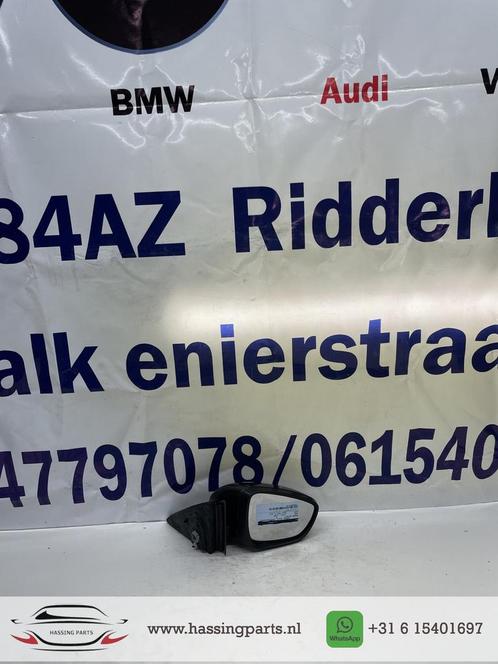 BMW Audi
84AZ Ridderk
alk enierstraa
47797078/061540
HASSING PARTS
www.hassingparts.nl
WhatsApp
+31 6 15401697